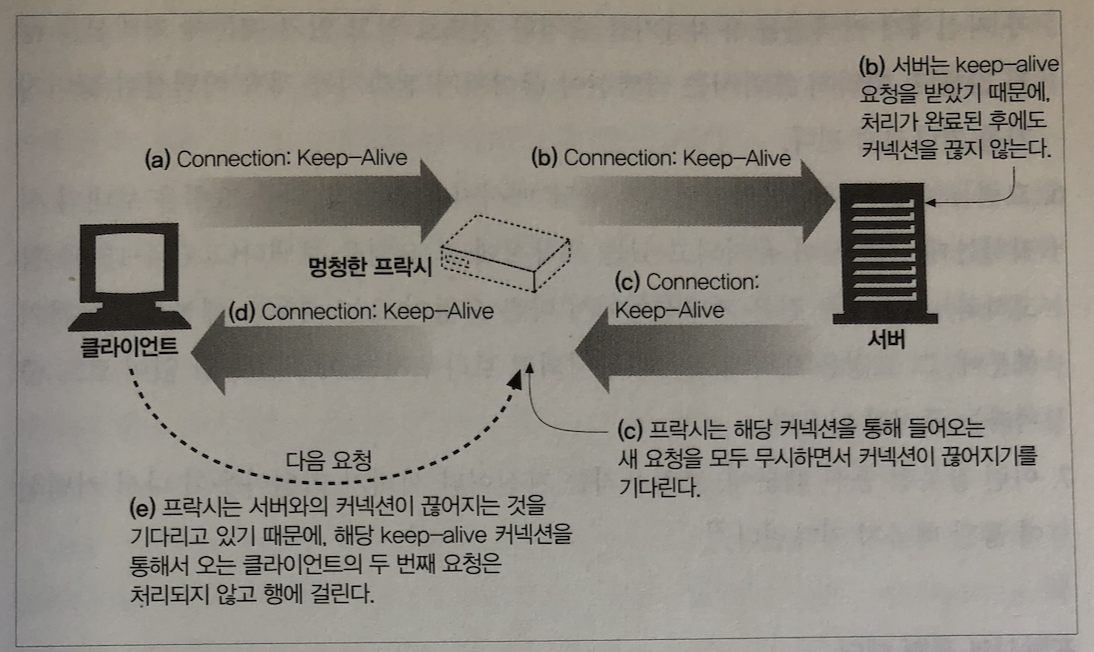 (b) 서버는 keep-alive
요청을 받았기 때문에,
처리가 완료된 후에도
커넥션을 끊지 않는다.
(a) Connection: Keep-Alive
(b) Connection: Keep-Alive
멍청한 프락시
(c) Connection:
Keep-Alive
(d) Connection: Keep-Alive
클라이언트
서버
(c) 프락시는 해당 커넥션을 통해 들어오는
새 요청을 모두 무시하면서 커넥션이 끊어지기를
기다린다.
다음 요청
(e) 프락시는 서버와의 커넥션이 끊어지는 것을
기다리고 있기 때문에, 해당 keep-alive 커넥션을
통해서 오는 클라이언트의 두 번째 요청은
처리되지 않고 행에 걸린다.